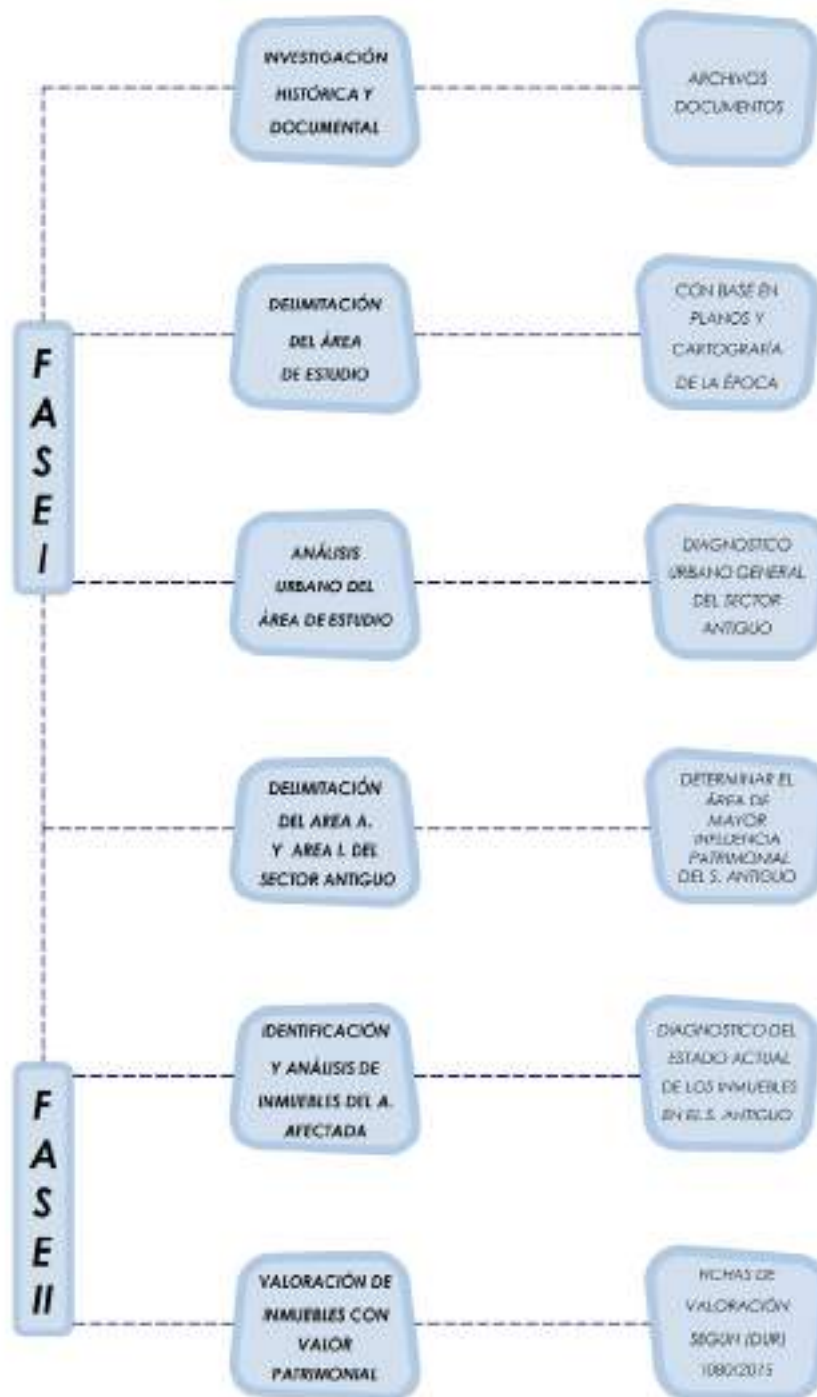 INVESTIGACIÓN
HISTÓRICA Y
DOCUMENTAL
ARCHIVOS
DOCUMENTOS
FASE I
DELIMITACIÓN
DEL ÁREA
DE ESTUDIO
CON BASE EN
PLANOS Y
CARTOGRAFÍA
DE LA ÉPOCA
ANÁLISIS
URBANO DEL
ÁREA DE ESTUDIO
DIAGNOSTICO
URBANO GENERAL
DEL SECTOR
ANTIGUO
DELIMITACIÓN
DEL AREA A.
Y AREA I. DEL
SECTOR ANTIGUO
DETERMINAR EL
ÁREA DE
MAYOR
INFLUENCIA
PATRIMONIAL
DEL S. ANTIGUO
FASE II
IDENTIFICACIÓN
Y ANÁLISIS DE
INMUEBLES DEL A.
AFECTADA
DIAGNOSTICO DEL
ESTADO ACTUAL
DE LOS INMUEBLES
EN EL S. ANTIGUO
VALORACIÓN DE
INMUEBLES CON
VALOR
PATRIMONIAL
FICHAS DE
VALORACIÓN
SEGUN (DUR)